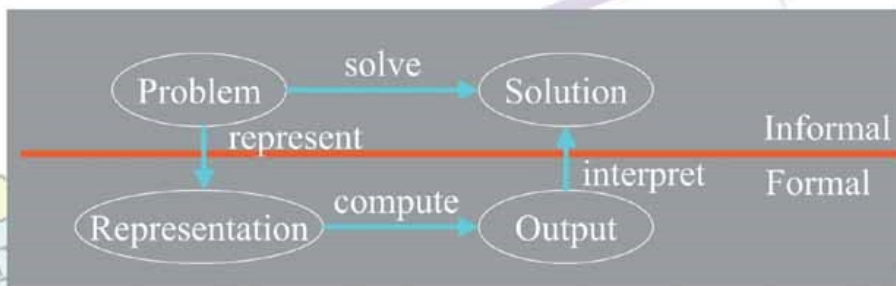 solve
Problem
Solution
Informal
represent
interpret
Formal
compute
Representation
Output